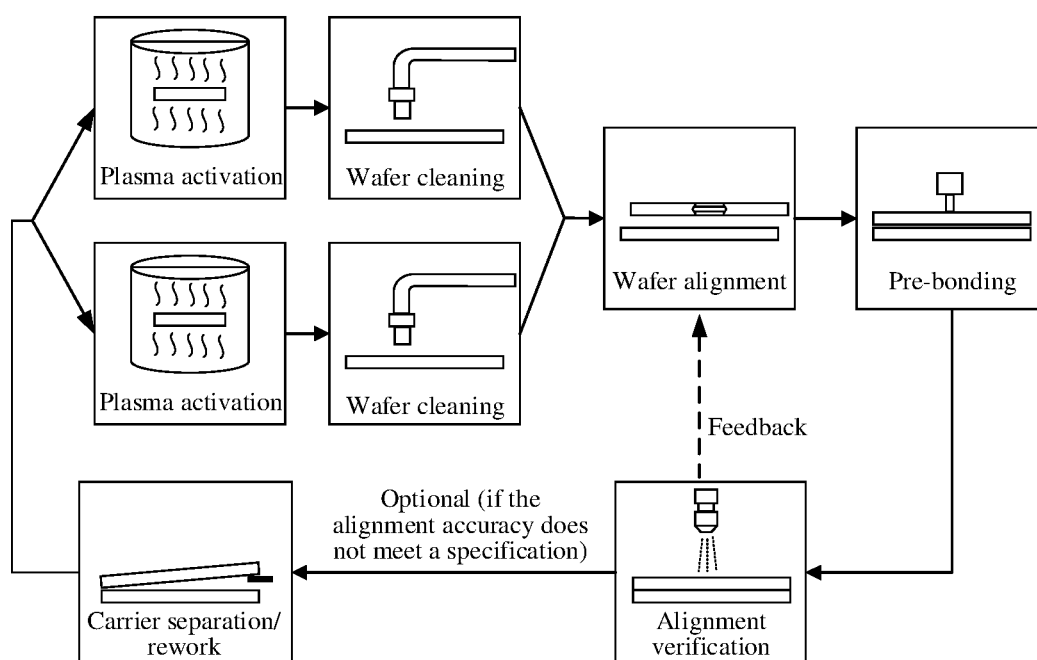 Plasma activation
Wafer cleaning
Plasma activation
Wafer cleaning
Wafer alignment
Pre-bonding
Feedback
Optional (if the
alignment accuracy does
not meet a specification)
Carrier separation/
rework
Alignment
verification